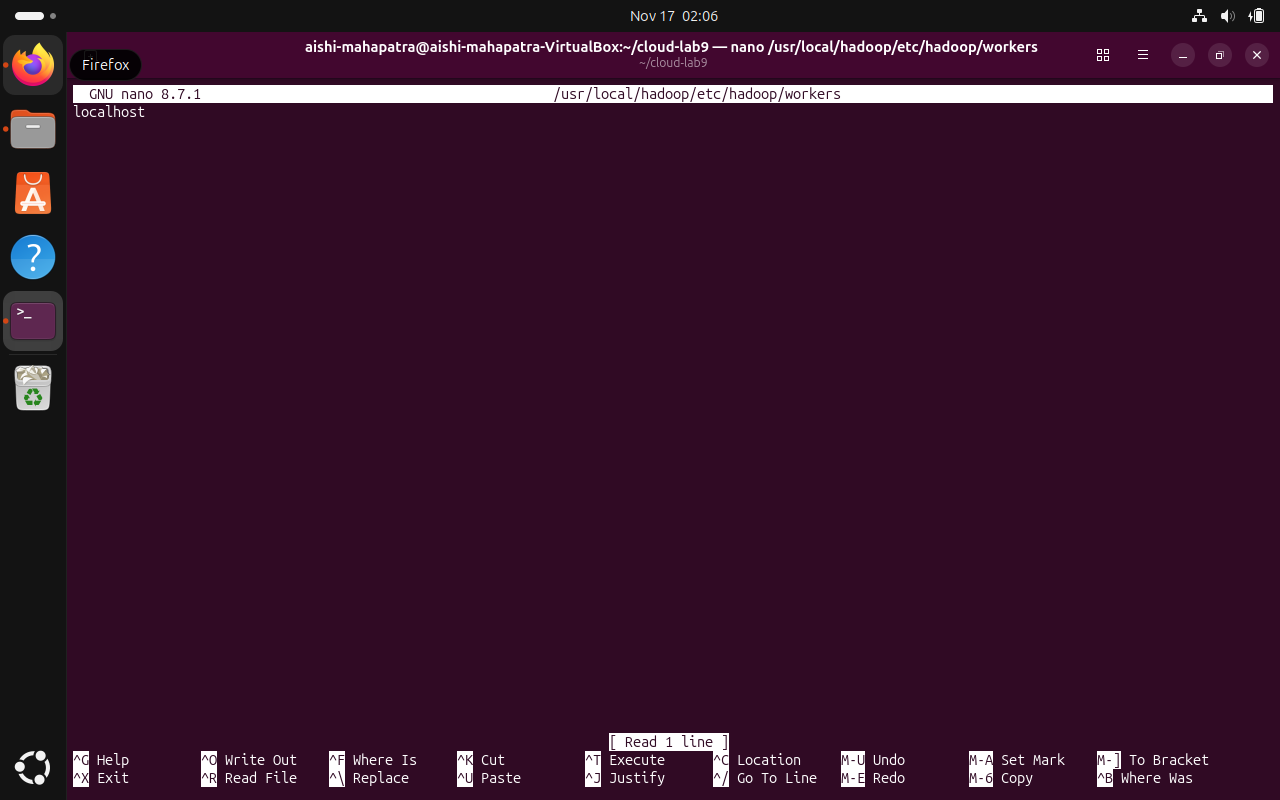 Nov 17 02:06
aishi-mahapatra@aishi-mahapatra-VirtualBox:~/cloud-lab9 — nano /usr/local/hadoop/etc/hadoop/workers
~/cloud-lab9
Firefox
GNU nano 8.7.1 /usr/local/hadoop/etc/hadoop/workers
localhost
[ Read 1 line ]
^G Help ^O Write Out ^F Where Is ^K Cut ^T Execute ^C Location M-U Undo M-A Set Mark M-] To Bracket
^X Exit ^R Read File ^\ Replace ^U Paste ^J Justify ^/ Go To Line M-E Redo M-6 Copy ^B Where Was